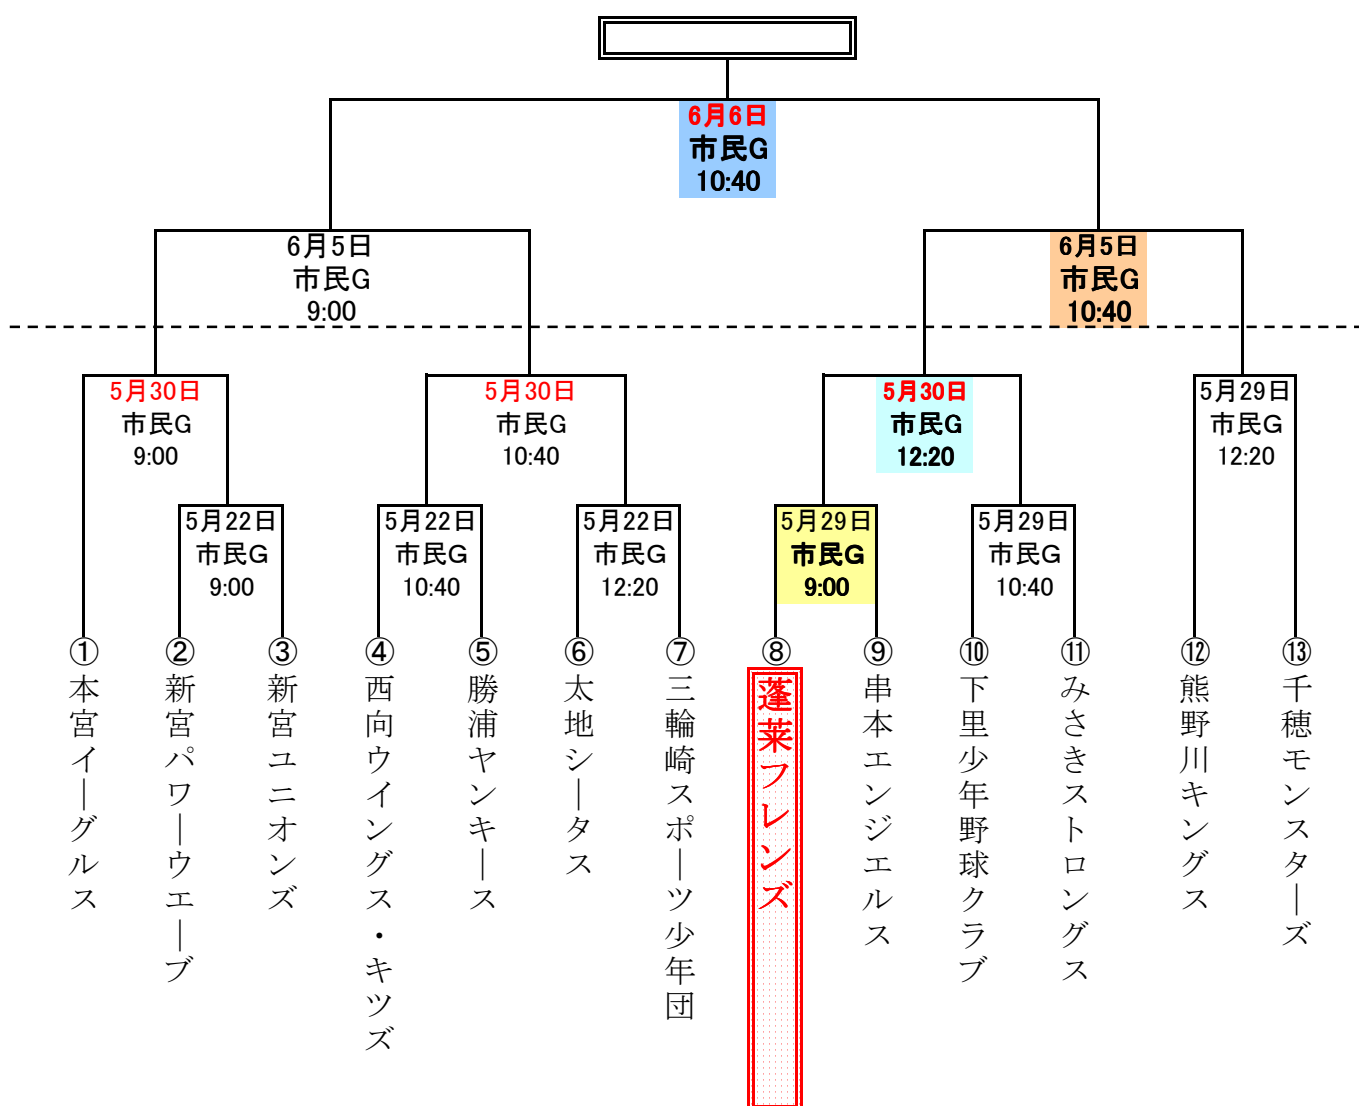 6月6日
市民G
10:40
6月5日
市民G
9:00
6月5日
市民G
10:40
5月30日
市民G
9:00
5月30日
市民G
10:40
5月30日
市民G
12:20
5月29日
市民G
12:20
5月22日
市民G
9:00
5月22日
市民G
10:40
5月22日
市民G
12:20
5月29日
市民G
9:00
5月29日
市民G
10:40
①本宮イーグルス
②新宮パワーウエーブ
③新宮ユニオンズ
④西向ウイングス・キツズ
⑤勝浦ヤンキース
⑥太地シータス
⑦三輪崎スポーツ少年団
⑧蓬莱フレンズ
⑨串本エンジエルス
⑩下里少年野球クラブ
⑪みさきストロングス
⑫熊野川キングス
⑬千穂モンスターズ